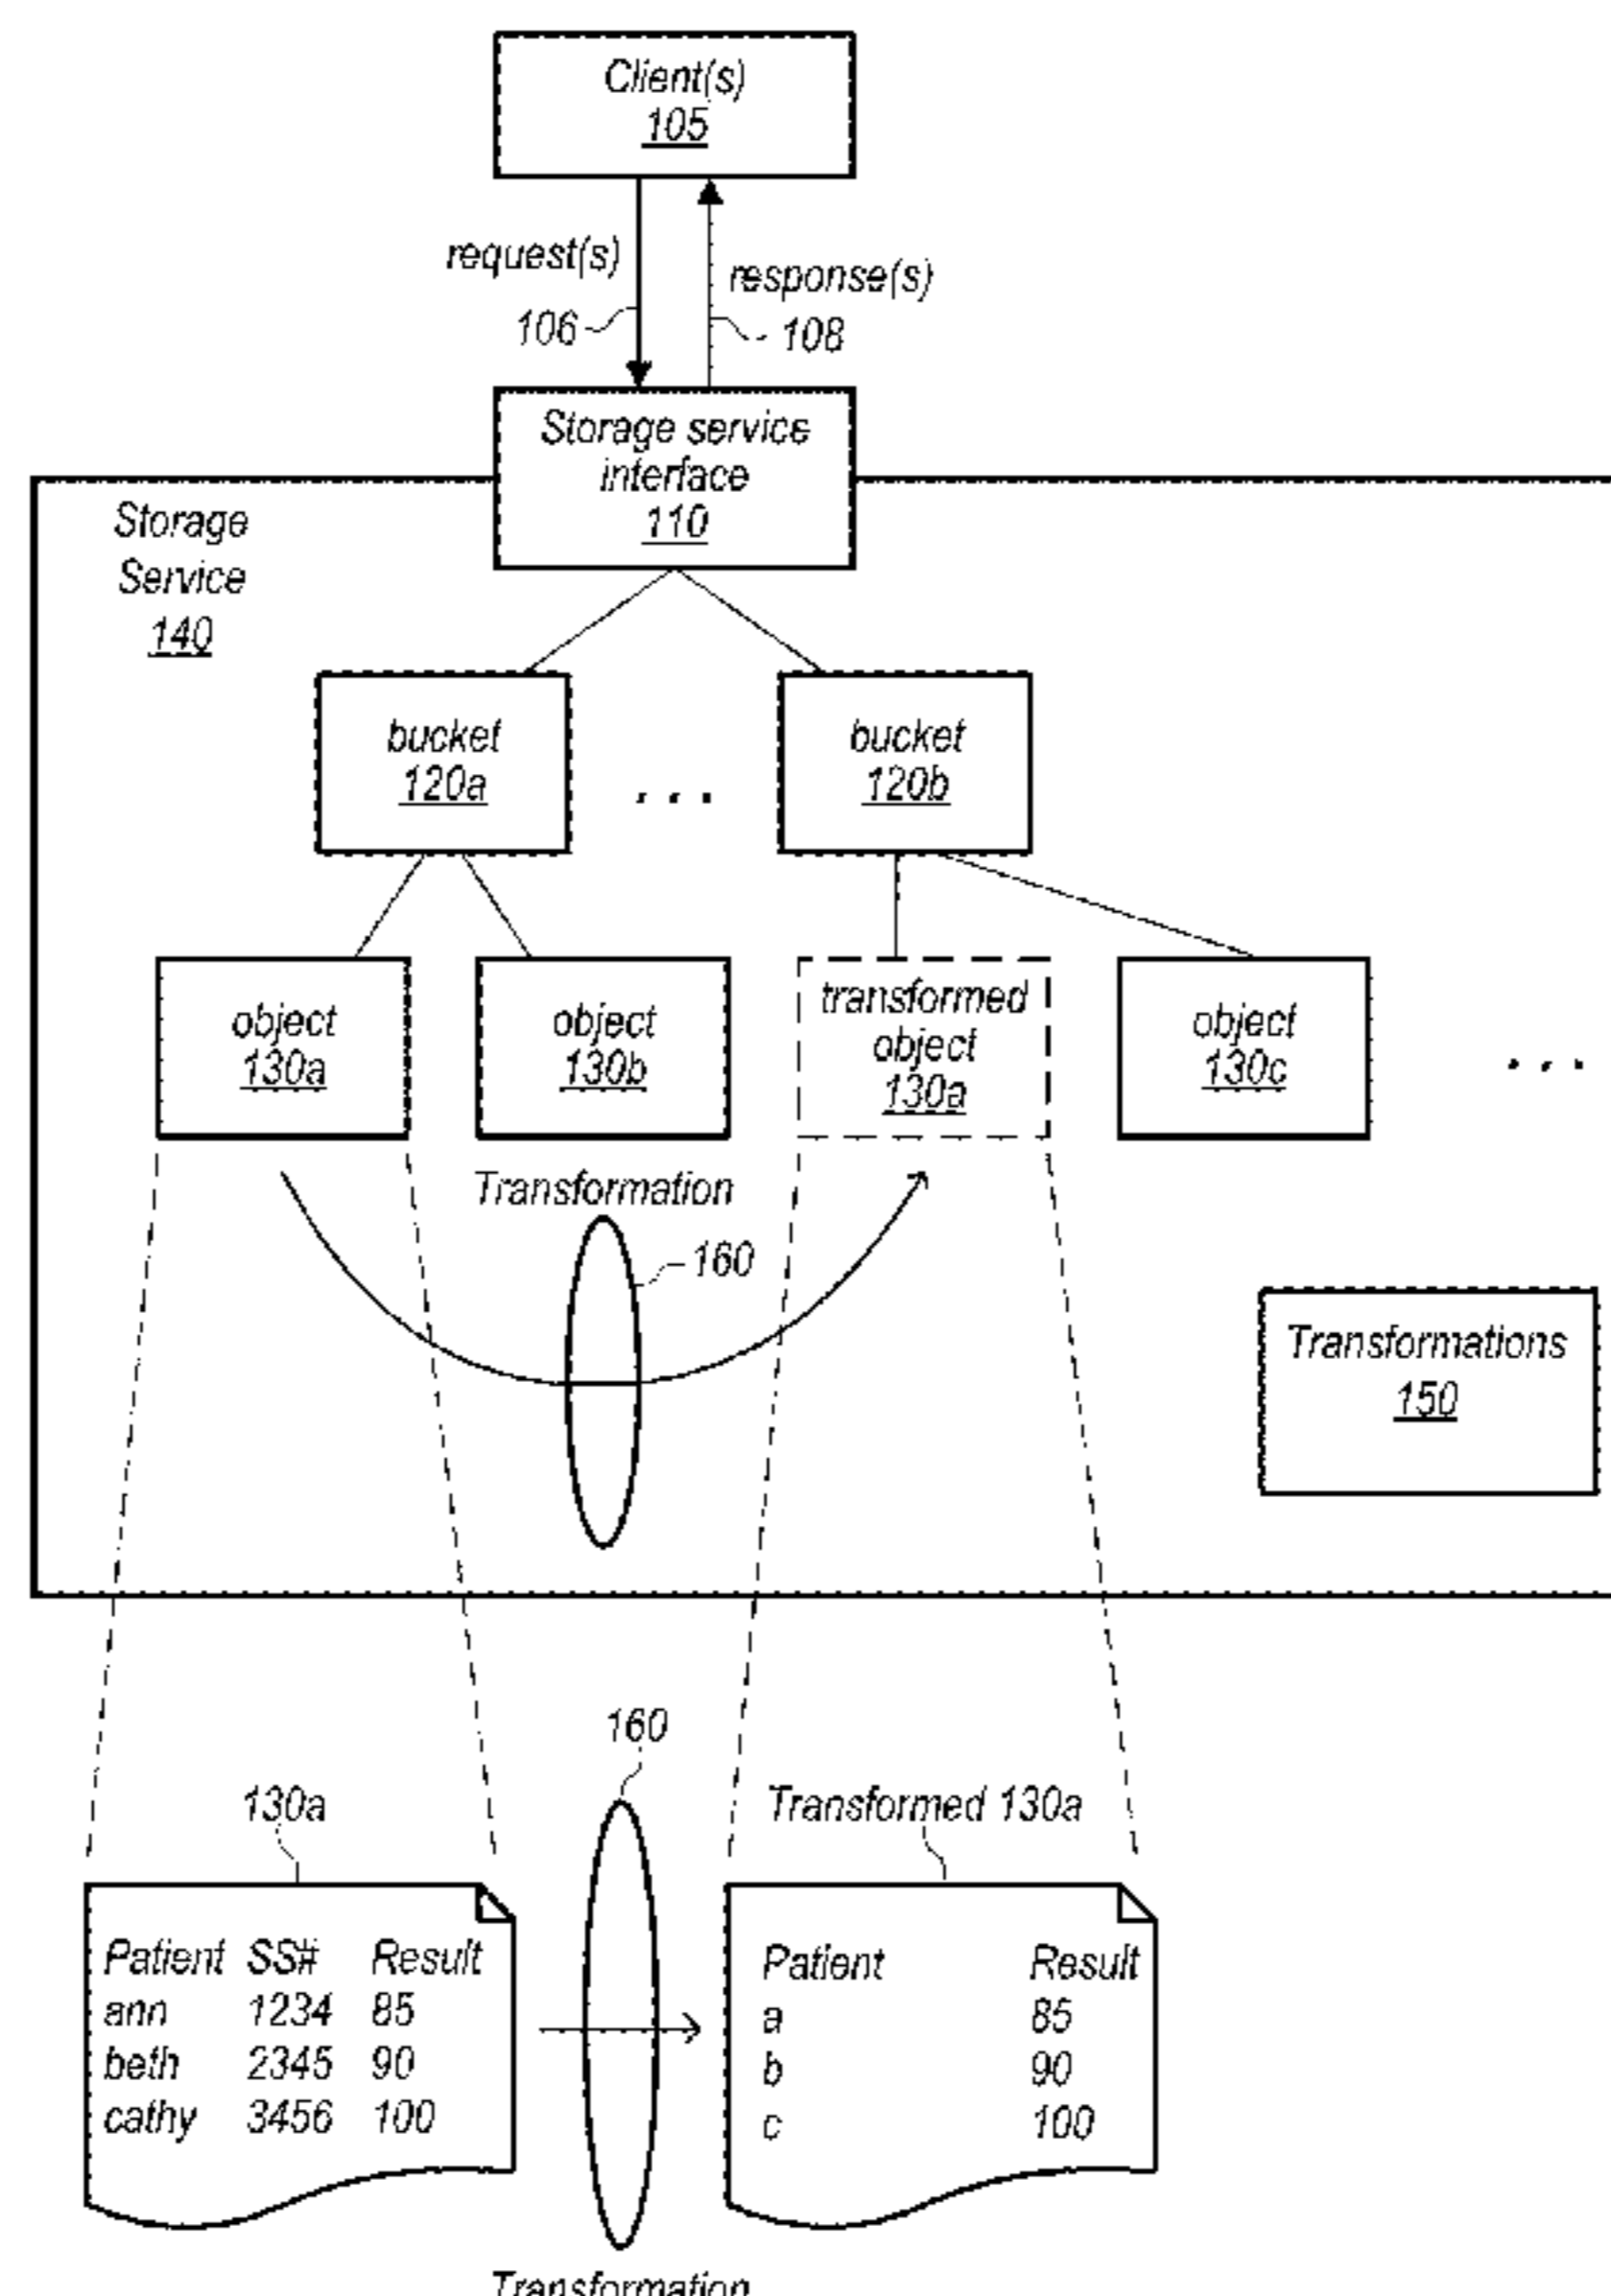 Client(s)
105
request(s)
106
response(s)
108
Storage service
interface
110
Storage
Service
140
bucket
120a
. . .
bucket
120b
object
130a
object
130b
transformed
object
130a
object
130c
. . .
Transformation
160
Transformations
150
160
130a
Transformed 130a
Patient SS# Result
ann 1234 85
beth 2345 90
cathy 3456 100
Patient Result
a 85
b 90
c 100
Transformation